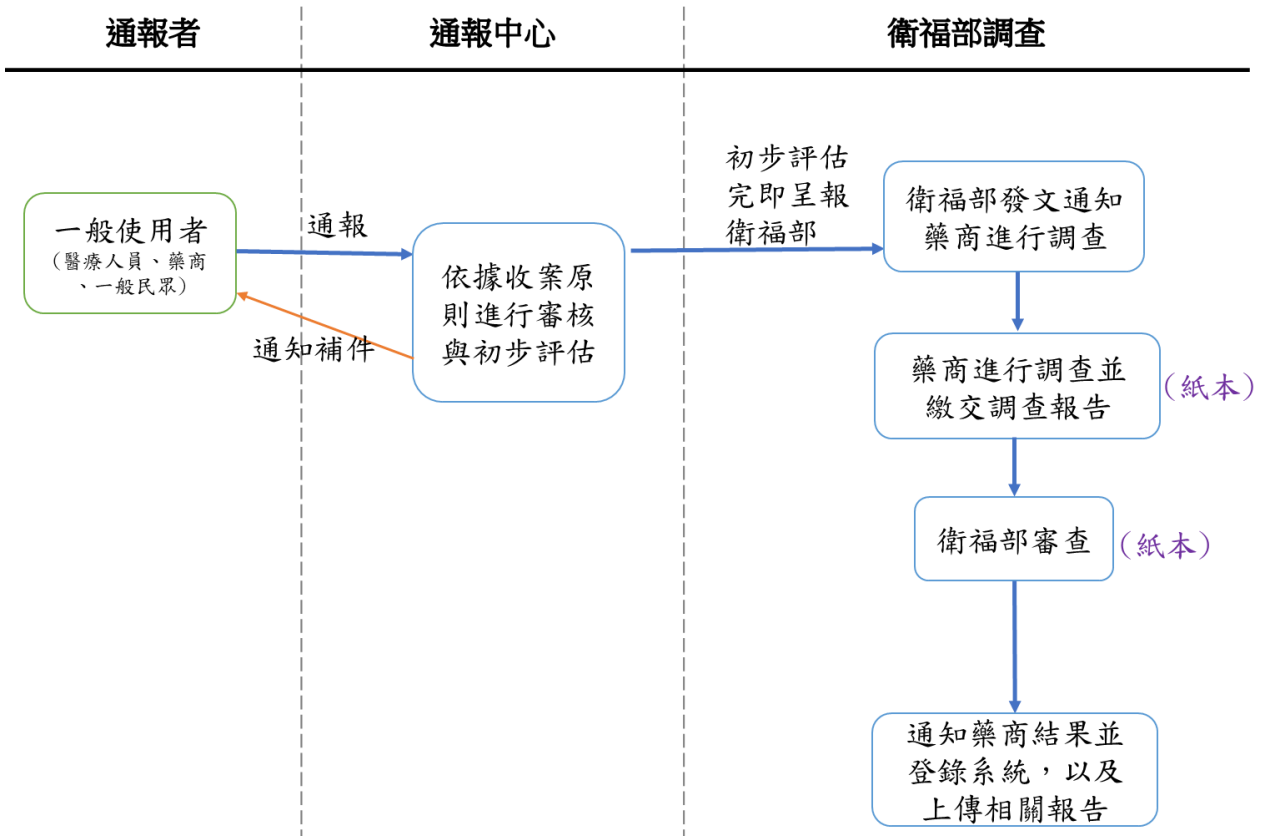 通報者
通報中心
衛福部調查
一般使用者
（醫療人員、藥商
、一般民眾）
通報
通知補件
依據收案原
則進行審核
與初步評估
初步評估
完即呈報
衛福部
衛福部發文通知
藥商進行調查
藥商進行調查並
繳交調查報告
(紙本)
衛福部審查
(紙本)
通知藥商結果並
登錄系統，以及
上傳相關報告